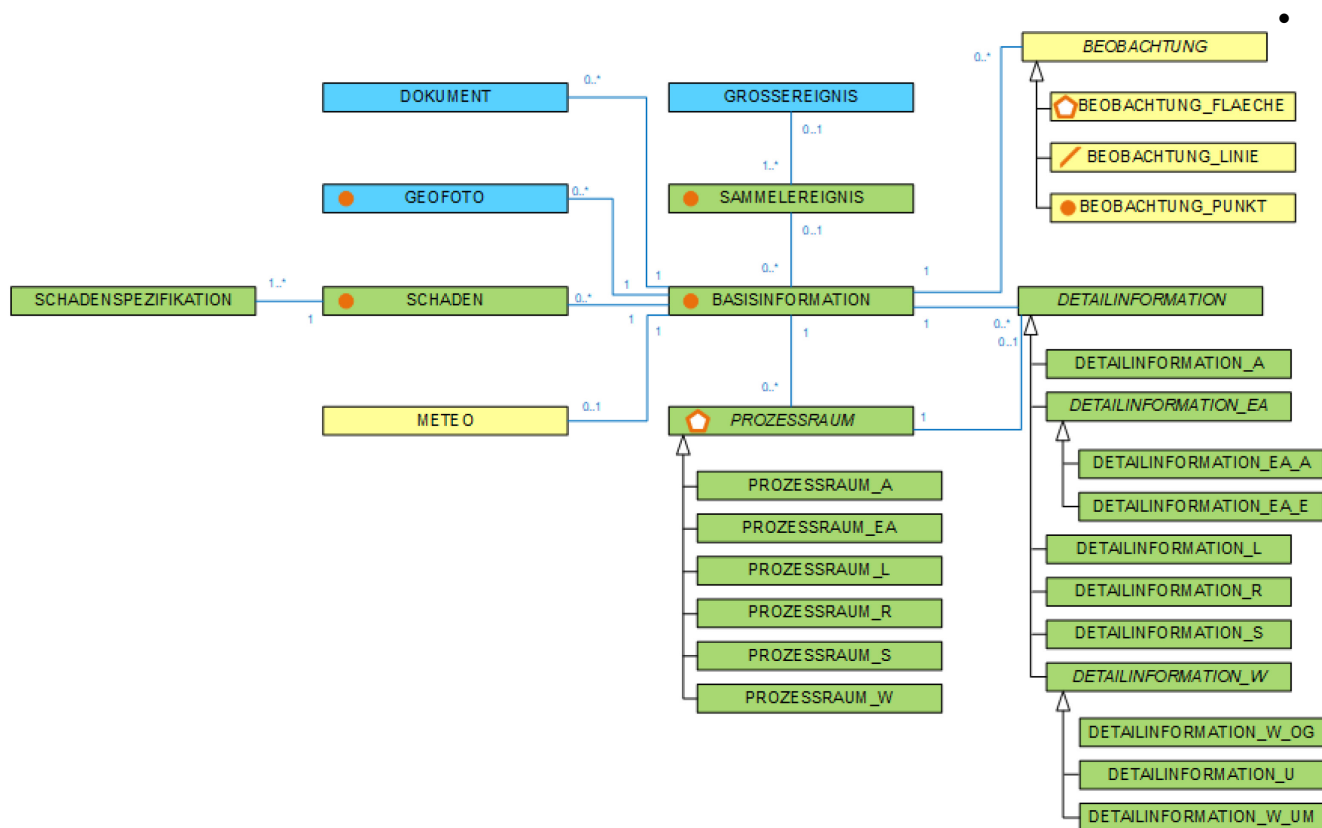 •
BEOBACHTUNG
0..*
0..*
DOKUMENT
GROSSEREIGNIS
BEOBACHTUNG_FLAECHE
0..1
BEOBACHTUNG_LINIE
1..*
GEOFOTO
0..*
SAMMELEREIGNIS
BEOBACHTUNG_PUNKT
0..1
0..*
1
1
1
1..*
SCHADENSPEZIFIKATION
SCHADEN
0..*
BASISINFORMATION
DETAILINFORMATION
1
1
1
1
1
0..*
0..1
DETAILINFORMATION_A
0..*
0..1
DETAILINFORMATION_EA
METEO
PROZESSRAUM
1
DETAILINFORMATION_EA_A
PROZESSRAUM_A
DETAILINFORMATION_EA_E
PROZESSRAUM_EA
DETAILINFORMATION_L
PROZESSRAUM_L
DETAILINFORMATION_R
PROZESSRAUM_R
DETAILINFORMATION_S
PROZESSRAUM_S
DETAILINFORMATION_W
PROZESSRAUM_W
DETAILINFORMATION_W_OG
DETAILINFORMATION_U
DETAILINFORMATION_W_UM